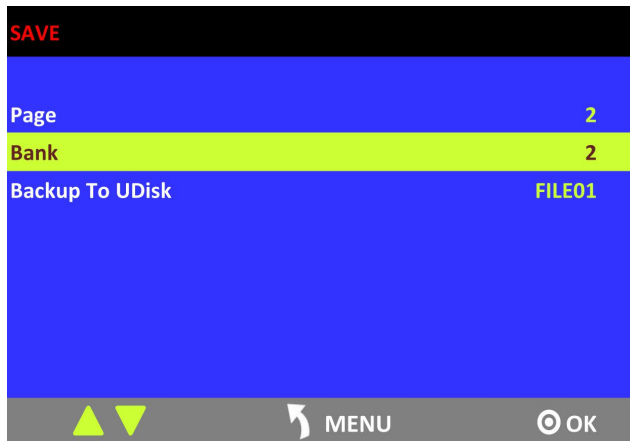 SAVE
Page 2
Bank 2
Backup To UDisk FILE01
MENU OK